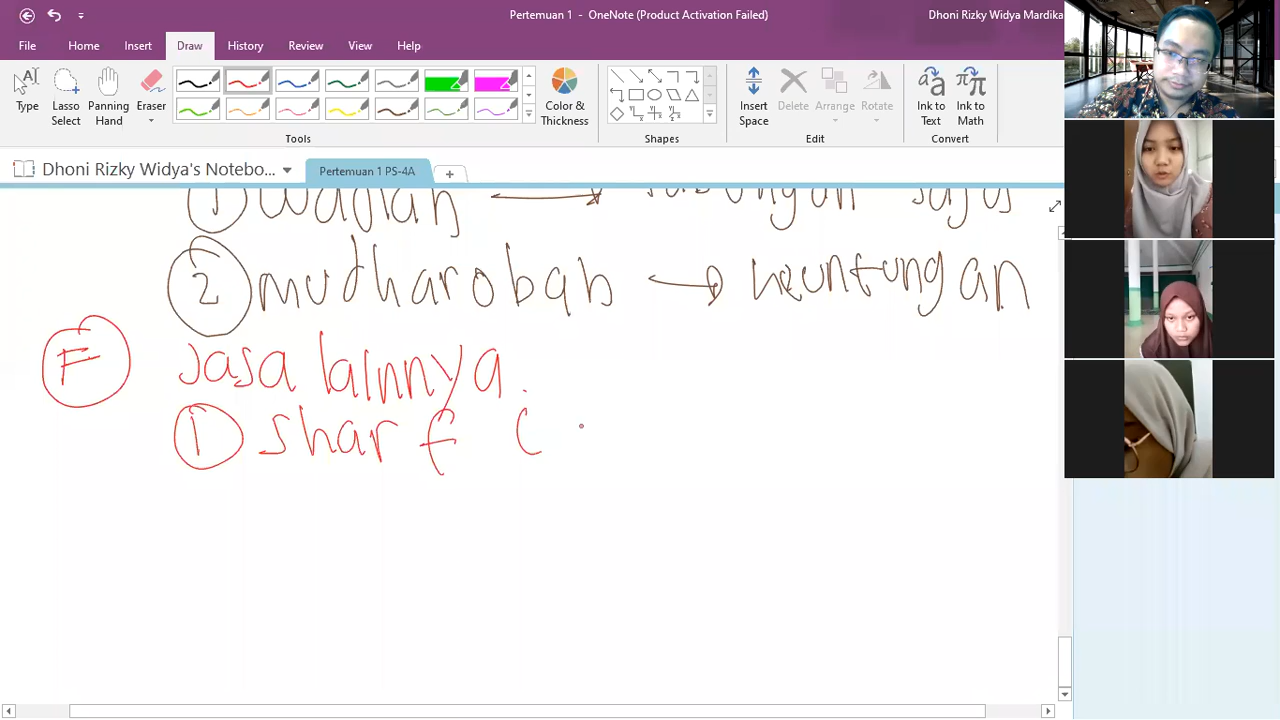 Pertemuan 1 - OneNote (Product Activation Failed)
Dhoni Rizky Widya Mardika
File Home Insert Draw History Review View Help
Type
Lasso Select
Panning Hand
Eraser
Color & Thickness
Insert Space
Delete
Arrange
Rotate
Ink to Text
Ink to Math
Tools
Shapes
Edit
Convert
Dhoni Rizky Widya's Notebo...
Pertemuan 1 PS-4A
1 wadiah
2 mudharobah → keuntungan
F Jasa lainnya.
1 sharf (